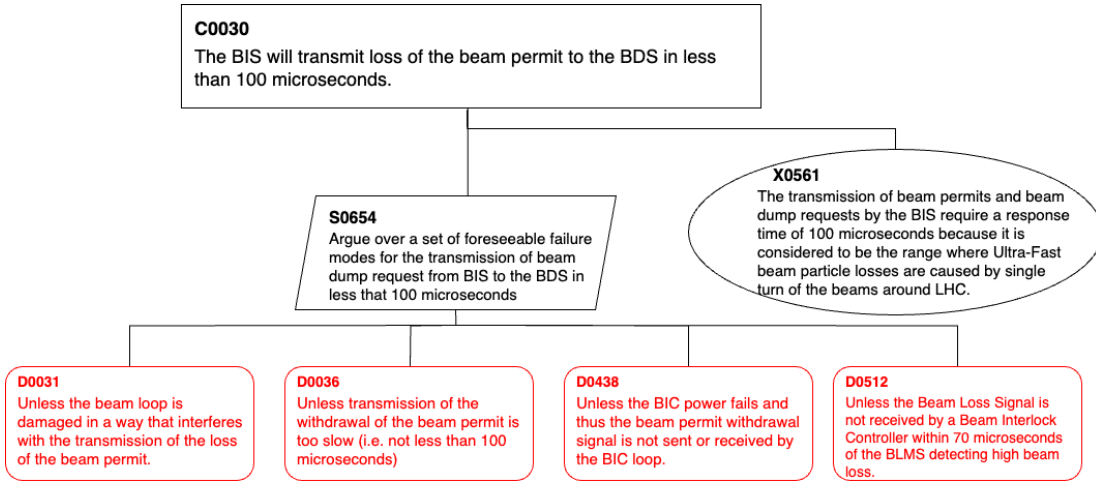 C0030
The BIS will transmit loss of the beam permit to the BDS in less
than 100 microseconds.
X0561
The transmission of beam permits and beam
dump requests by the BIS require a response
time of 100 microseconds because it is
considered to be the range where Ultra-Fast
beam particle losses are caused by single
turn of the beams around LHC.
S0654
Argue over a set of foreseeable failure
modes for the transmission of beam
dump request from BIS to the BDS in
less that 100 microseconds
D0031
Unless the beam loop is
damaged in a way that interferes
with the transmission of the loss
of the beam permit.
D0036
Unless transmission of the
withdrawal of the beam permit is
too slow (i.e. not less than 100
microseconds)
D0438
Unless the BIC power fails and
thus the beam permit withdrawal
signal is not sent or received by
the BIC loop.
D0512
Unless the Beam Loss Signal is
not received by a Beam Interlock
Controller within 70 microseconds
of the BLMS detecting high beam
loss.